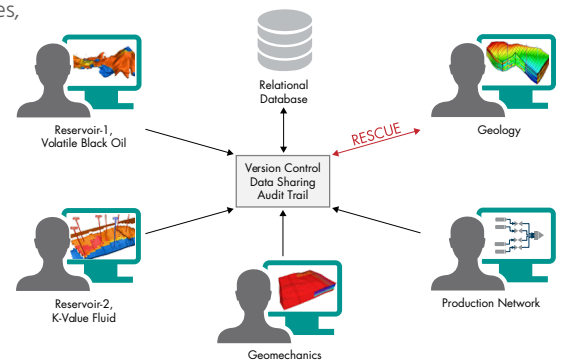 es,
Relational
Database
Reservoir-1,
Volatile Black Oil
RESCUE
Geology
Version Control
Data Sharing
Audit Trail
Reservoir-2,
K-Value Fluid
Production Network
Geomechanics